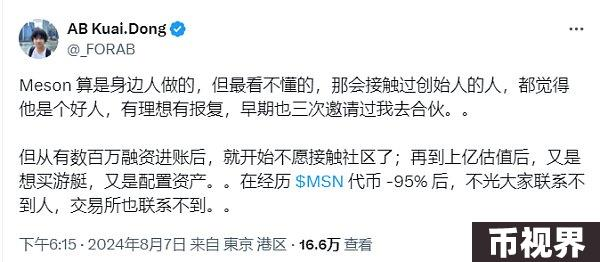 AB Kuai.Dong
@_FORAB
Meson 算是身边人做的，但最看不懂的，那会接触过创始人的人，都觉得
他是个好人，有理想有报复，早期也三次邀请过我去合伙。。
但从有数百万融资进账后，就开始不愿接触社区了；再到上亿估值后，又是
想买游艇，又是配置资产。。在经历 $MSN 代币 -95% 后，不光大家联系不
到人，交易所也联系不到。。
下午6:15 · 2024年8月7日 来自 東京 港区 · 16.6万 查看
币视界